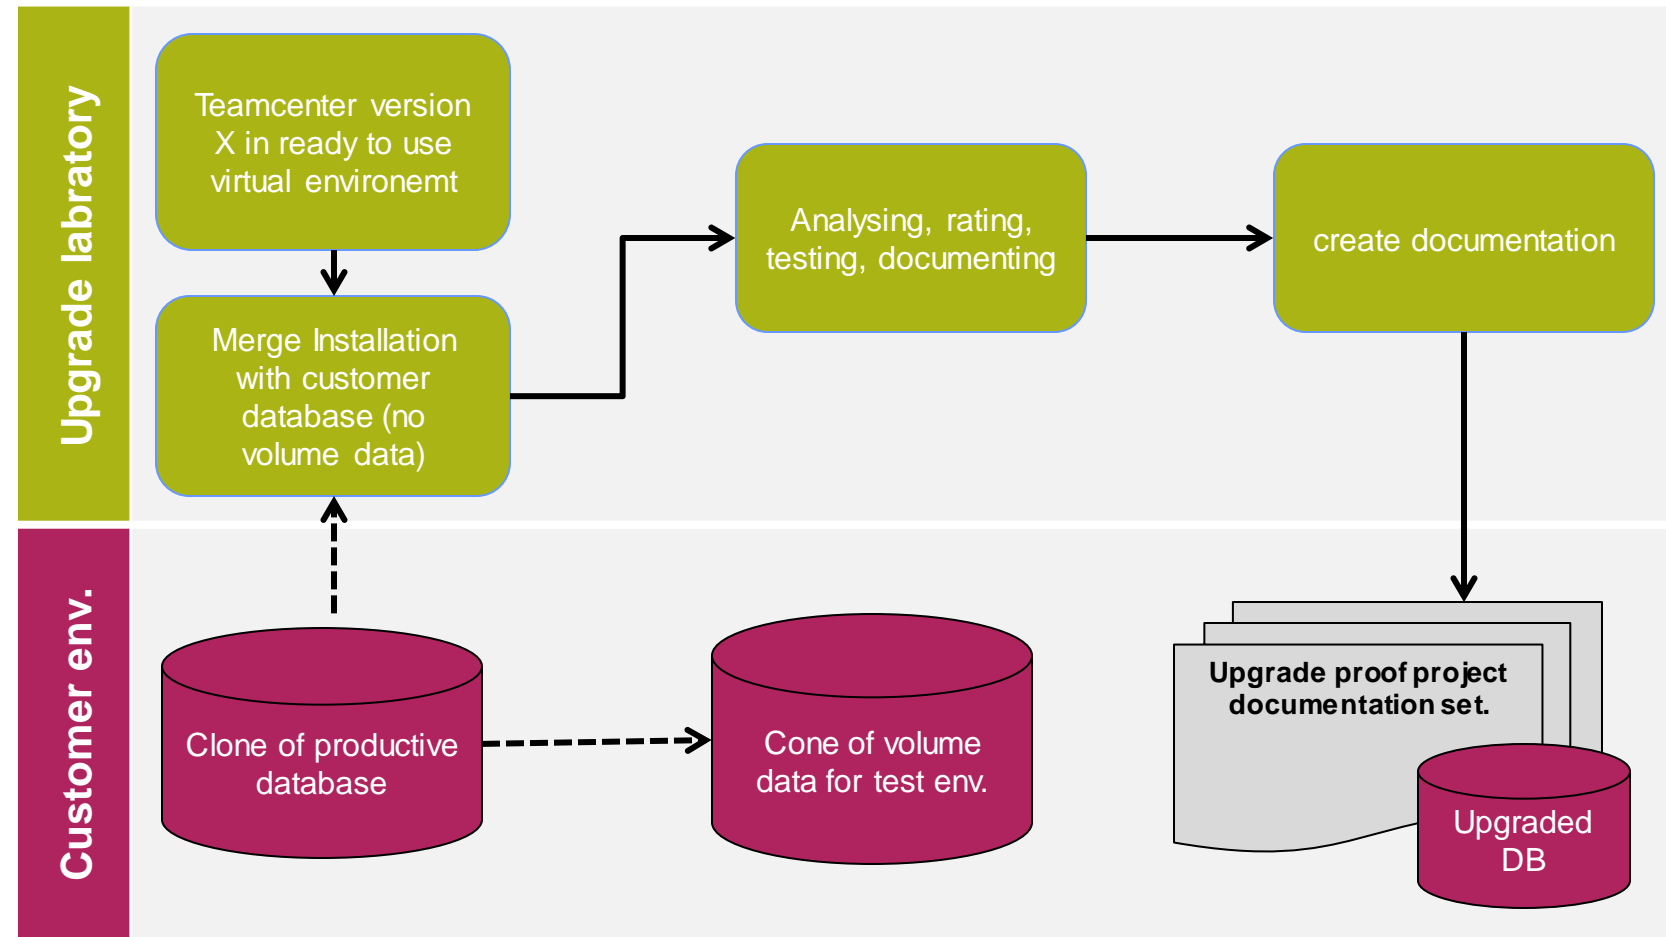 Upgrade labratory
Teamcenter version
X in ready to use
virtual environemt
Merge Installation
with customer
database (no
volume data)
Analysing, rating,
testing, documenting
create documentation
Customer env.
Clone of productive
database
Cone of volume
data for test env.
Upgrade proof project
documentation set.
Upgraded
DB